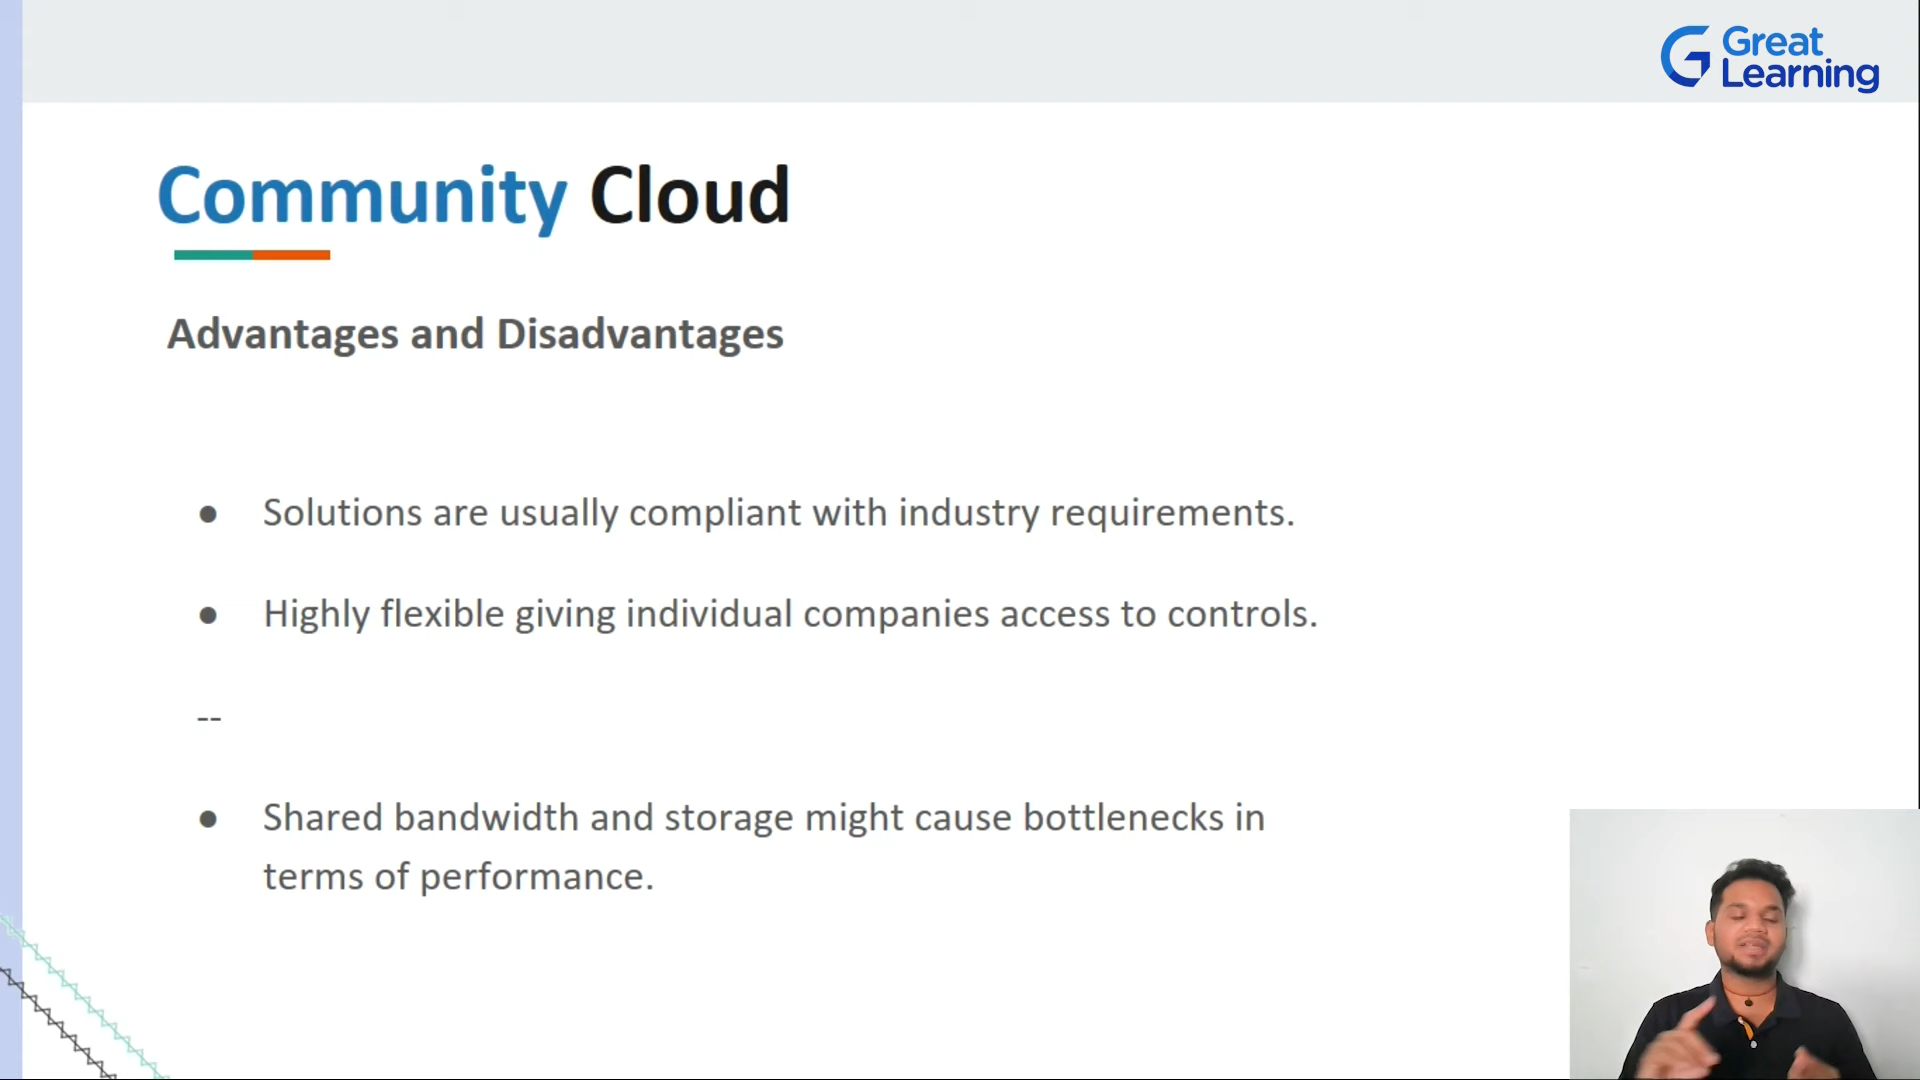 Great
Learning
Community Cloud
Advantages and Disadvantages
● Solutions are usually compliant with industry requirements.
● Highly flexible giving individual companies access to controls.
--
● Shared bandwidth and storage might cause bottlenecks in
terms of performance.